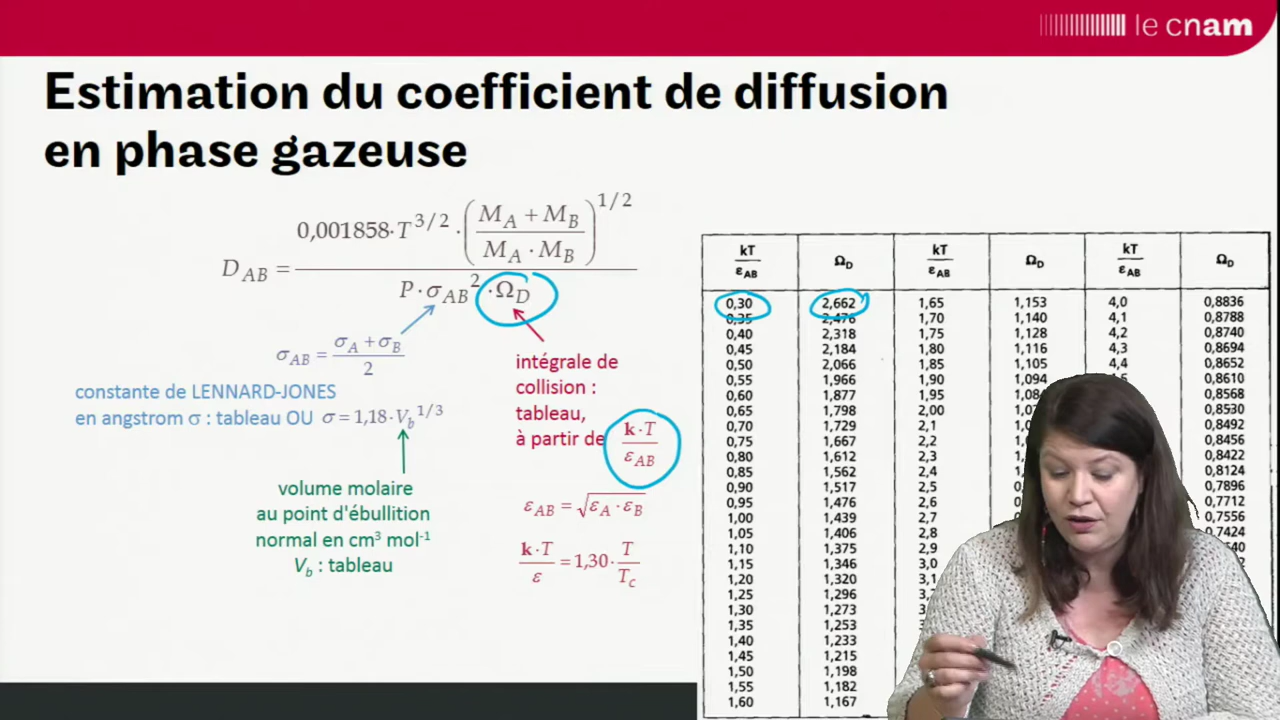 le cnam
Estimation du coefficient de diffusion
en phase gazeuse
D_AB = 0,001858·T^3/2·((M_A + M_B)/(M_A · M_B))^1/2 / (P·σ_AB^2·Ω_D)
σ_AB = (σ_A + σ_B)/2
constante de LENNARD-JONES
en angstrom σ : tableau OU σ = 1,18·V_b^1/3
volume molaire
au point d'ébullition
normal en cm³ mol⁻¹
V_b : tableau
intégrale de
collision :
tableau,
à partir de k·T/ε_AB
ε_AB = √(ε_A · ε_B)
k·T/ε = 1,30·T/T_c
kT/ε_AB Ω_D kT/ε_AB Ω_D kT/ε_AB Ω_D
0,30 2,662 1,65 1,153 4,0 0,8836
0,35 2,476 1,70 1,140 4,1 0,8788
0,40 2,318 1,75 1,128 4,2 0,8740
0,45 2,184 1,80 1,116 4,3 0,8694
0,50 2,066 1,85 1,105 4,4 0,8652
0,55 1,966 1,90 1,094 0,8610
0,60 1,877 1,95 0,8568
0,65 1,798 2,00 0,8530
0,70 1,729 2,1 0,8492
0,75 1,667 2,2 0,8456
0,80 1,612 2,3 0,8422
0,85 1,562 2,4 0,8124
0,90 1,517 2,5 0,7896
0,95 1,476 2,6 0,7712
1,00 1,439 2,7 0,7556
1,05 1,406 2,8 0,7424
1,10 1,375 2,9
1,15 1,346 3,0
1,20 1,320
1,25 1,296
1,30 1,273
1,35 1,253
1,40 1,233
1,45 1,215
1,50 1,198
1,55 1,182
1,60 1,167